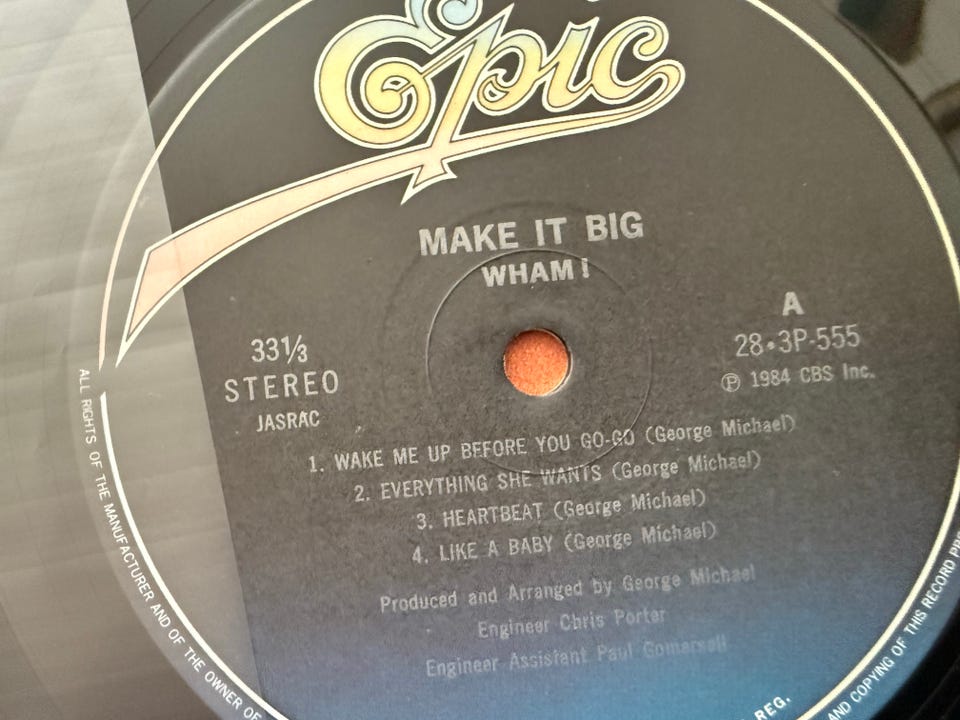 Epic
MAKE IT BIG
WHAM!
33⅓
STEREO
JASRAC
A
28・3P-555
Ⓟ 1984 CBS Inc.
1. WAKE ME UP BEFORE YOU GO-GO (George Michael)
2. EVERYTHING SHE WANTS (George Michael)
3. HEARTBEAT (George Michael)
4. LIKE A BABY (George Michael)
Produced and Arranged by George Michael
Engineer Chris Porter
Engineer Assistant Paul Gomersall
ALL RIGHTS OF THE MANUFACTURER AND OF THE OWNER OF
REG.
AND COPYING OF THIS RECORD